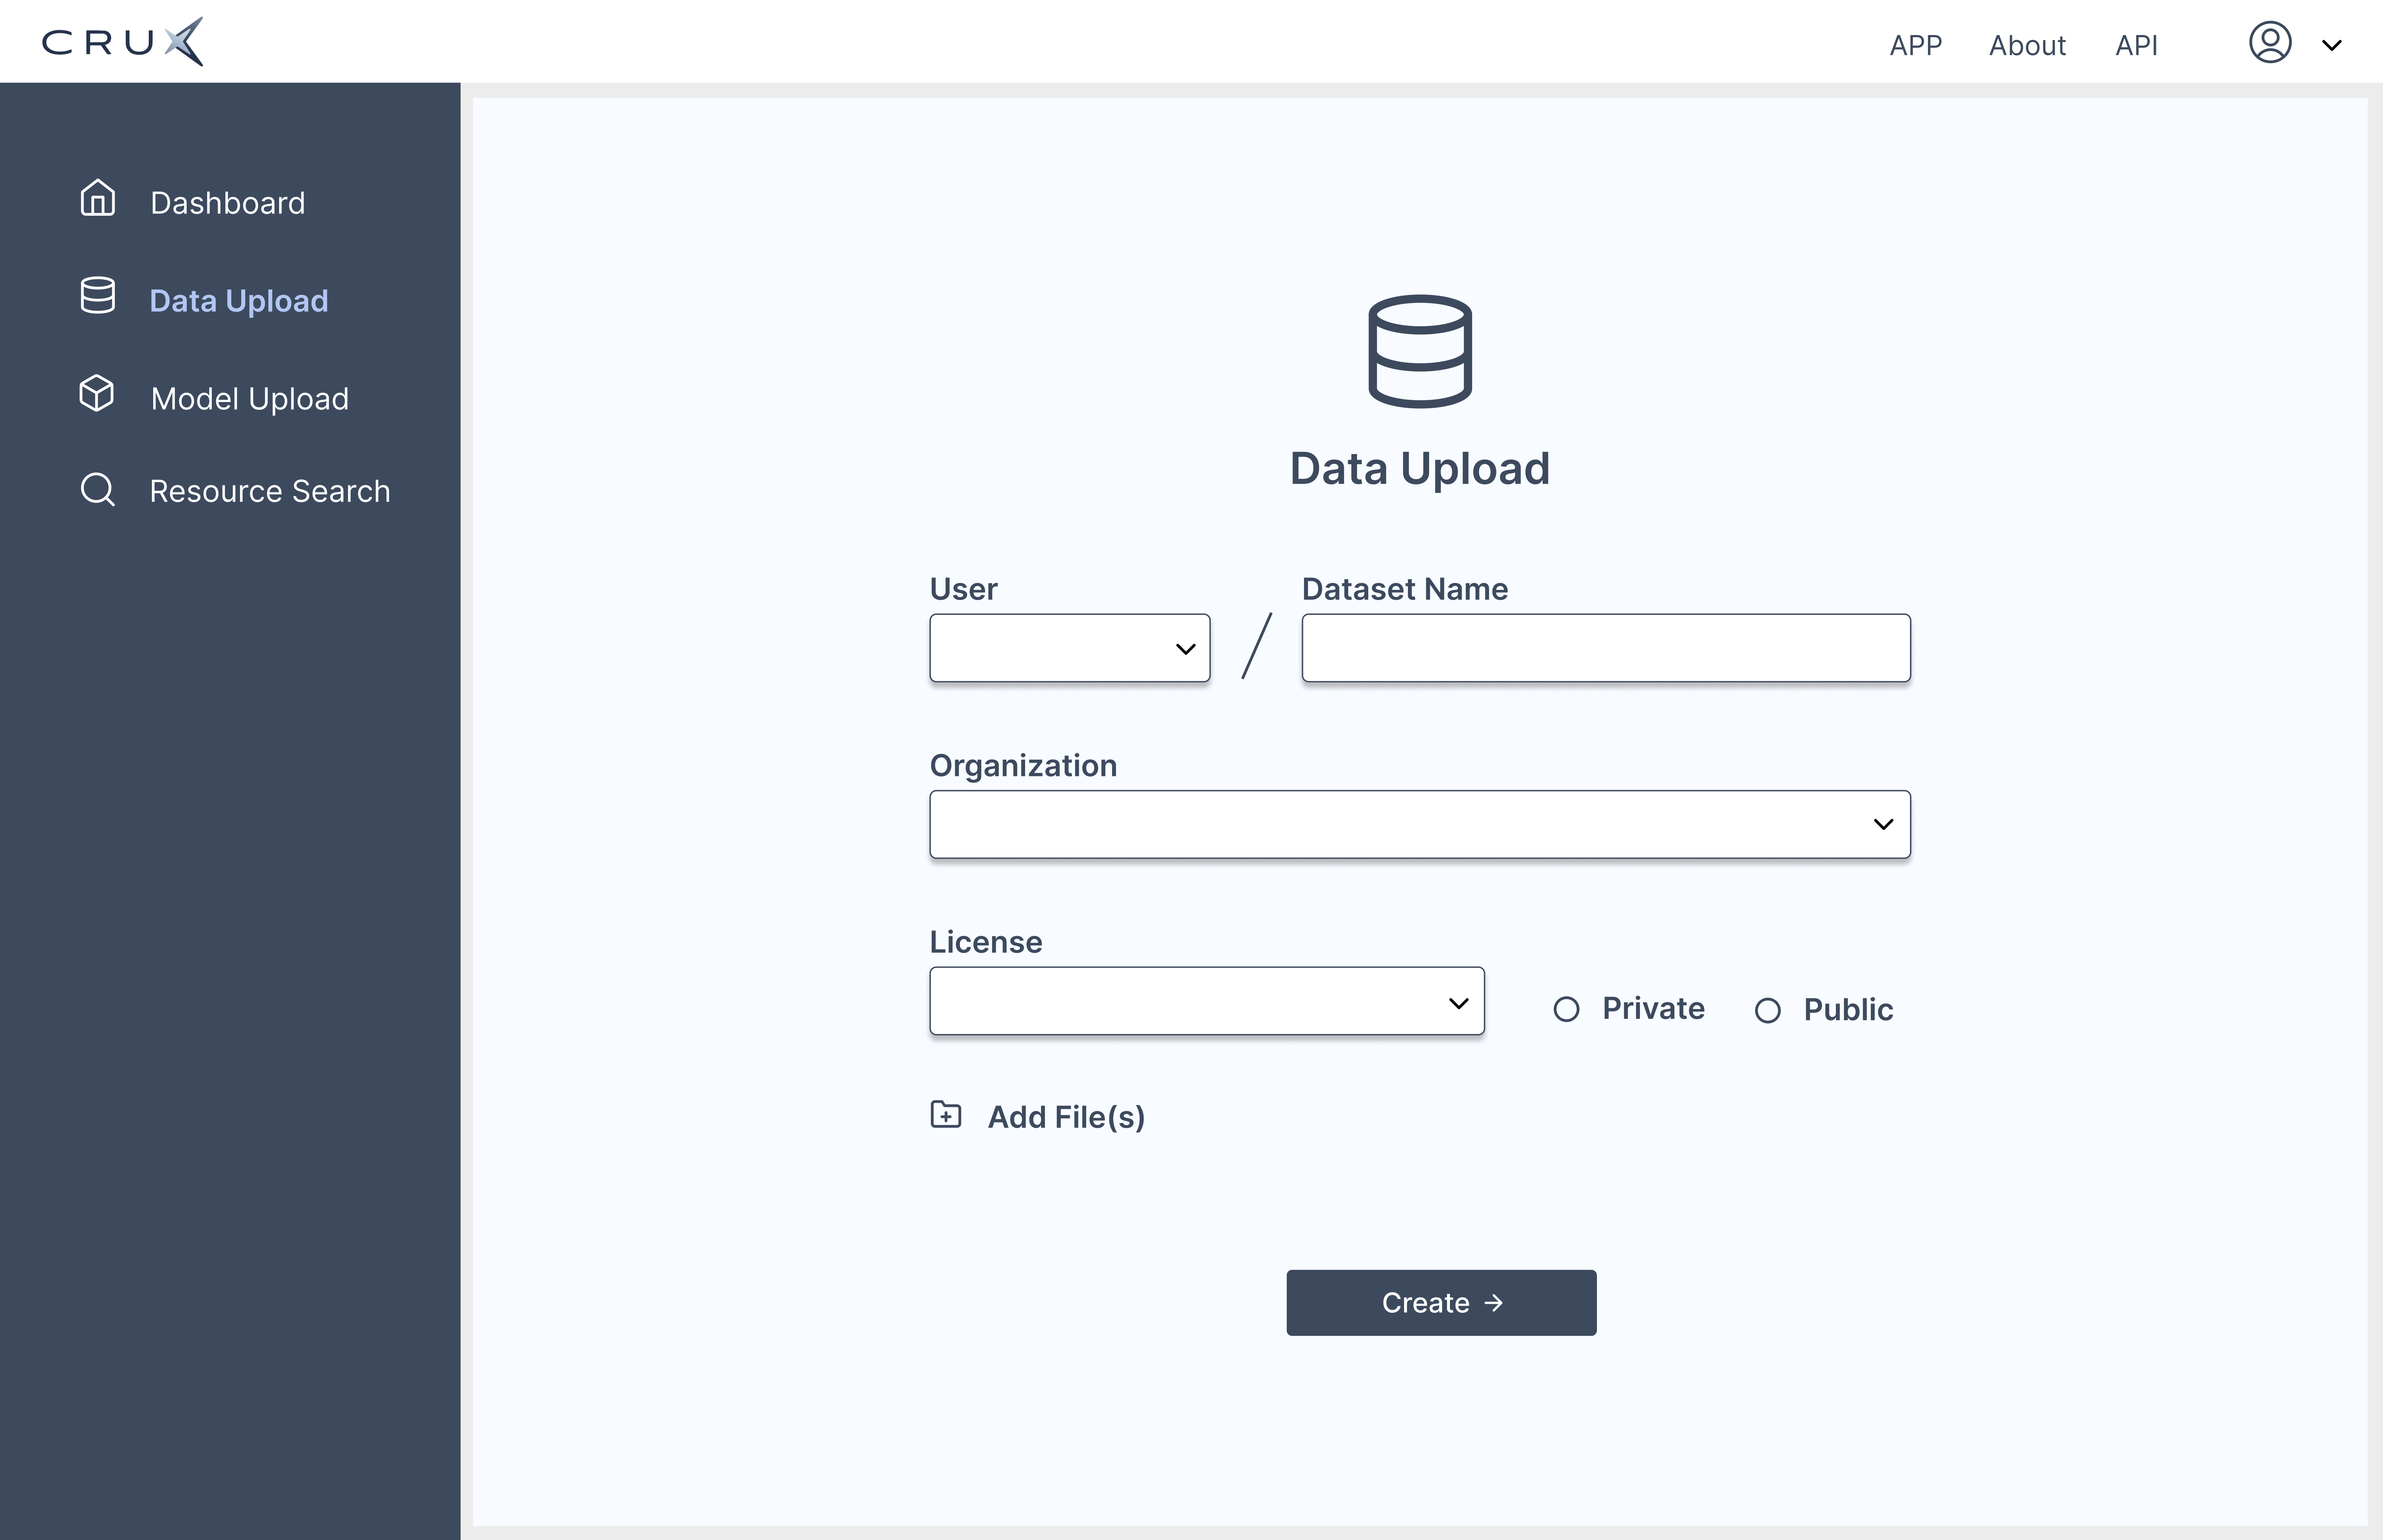 CRUX
APP About API
Dashboard
Data Upload
Model Upload
Resource Search
Data Upload
User / Dataset Name
Organization
License
Private Public
Add File(s)
Create →